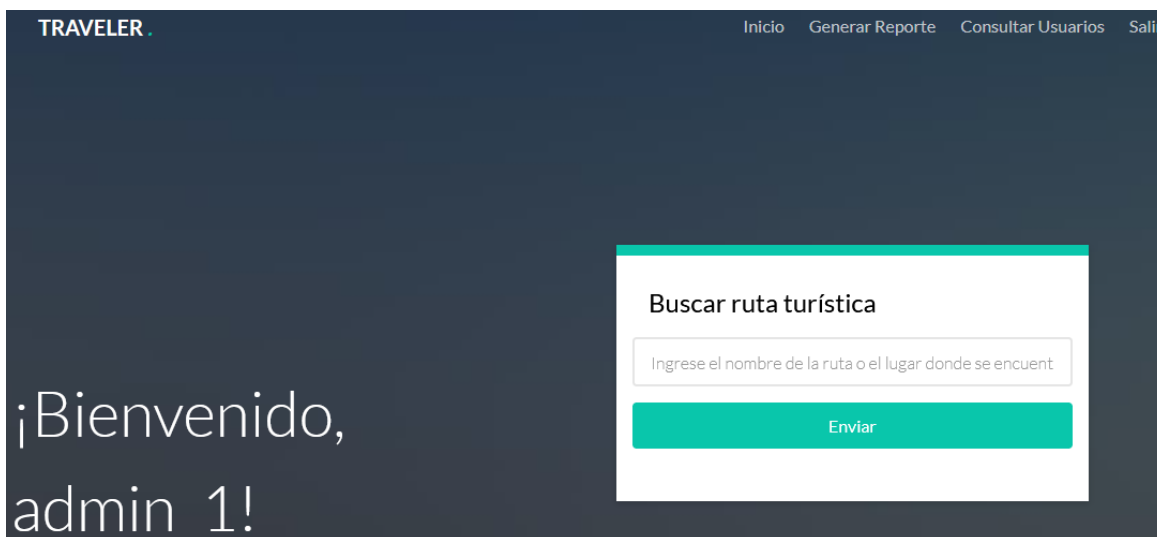 TRAVELER .
Inicio Generar Reporte Consultar Usuarios
Buscar ruta turística
Ingrese el nombre de la ruta o el lugar donde se encuent
Enviar
¡Bienvenido,
admin 1!